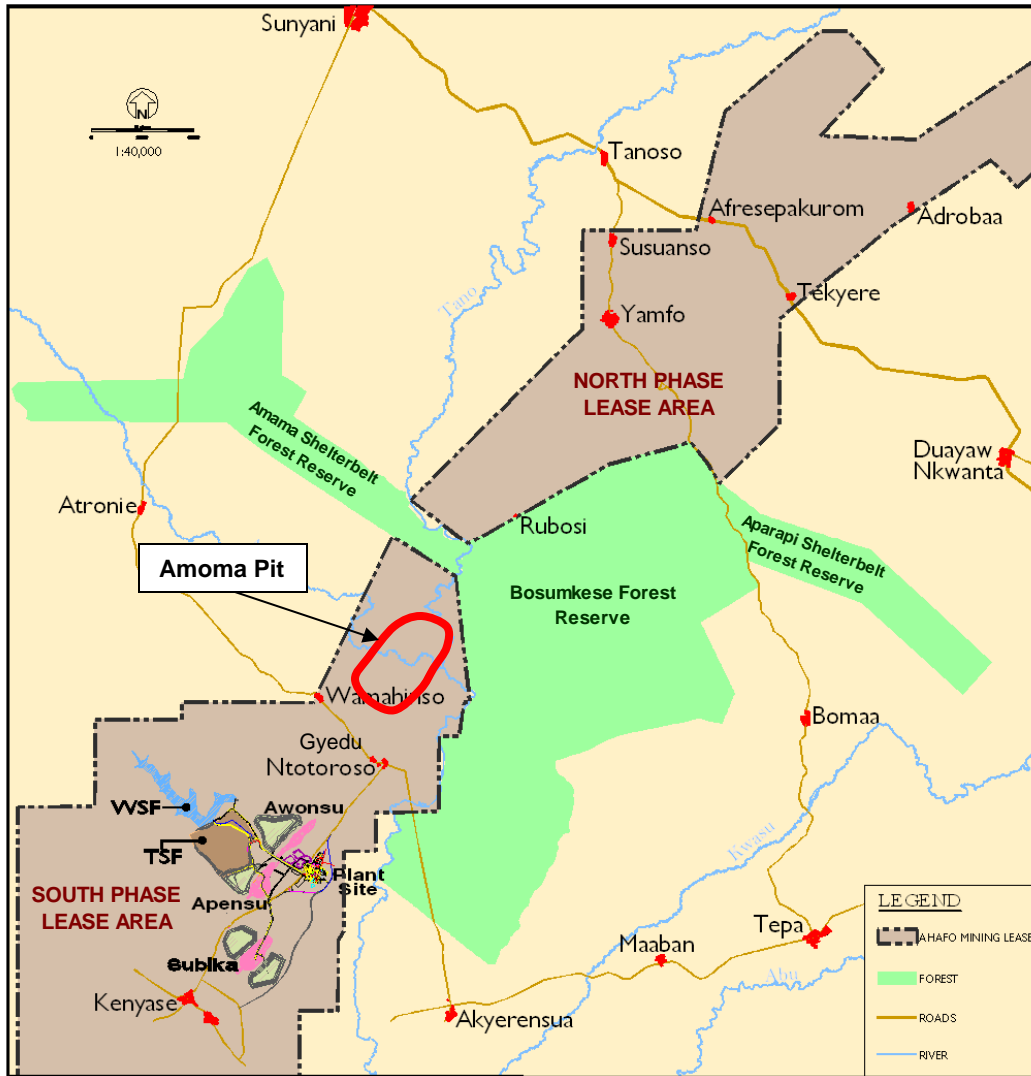 Sunyani
N
1:40,000
Tanoso
Afresepakurom
Adrobaa
Susuanso
Tano
Tekyere
Yamfo
NORTH PHASE
LEASE AREA
Amama Shelterbelt
Forest Reserve
Duayaw
Nkwanta
Atronie
Rubosi
Aparapi Shelterbelt
Forest Reserve
Amoma Pit
Bosumkese Forest
Reserve
Wamahinso
Bomaa
Gyedu
Ntotoroso
WSF
Awonsu
TSF
Plant
Site
Kwasu
SOUTH PHASE
LEASE AREA
Apensu
LEGEND
AHAFO MINING LEASE
Tepa
Maaban
Subika
Abu
FOREST
Kenyase
Akyerensua
ROADS
RIVER